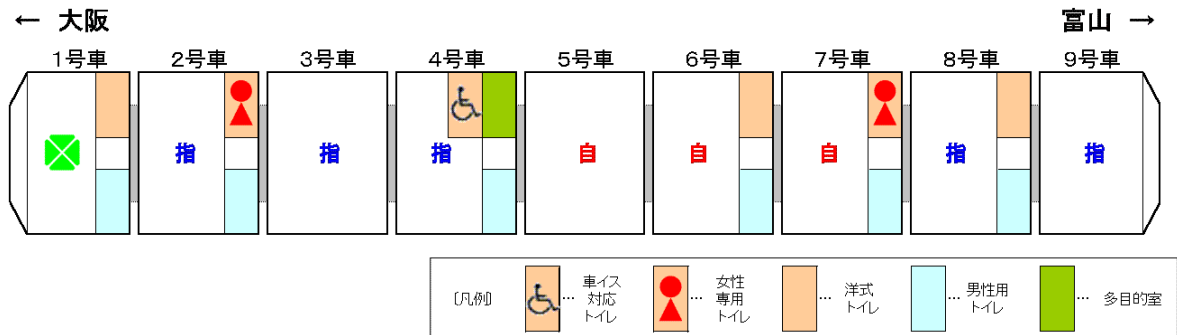 ← 大阪
富山 →
1号車 2号車 3号車 4号車 5号車 6号車 7号車 8号車 9号車
指 指 指 自 自 自 指 指
〔凡例〕
… 車イス
対応
トイレ
… 女性
専用
トイレ
… 洋式
トイレ
… 男性用
トイレ
… 多目的室